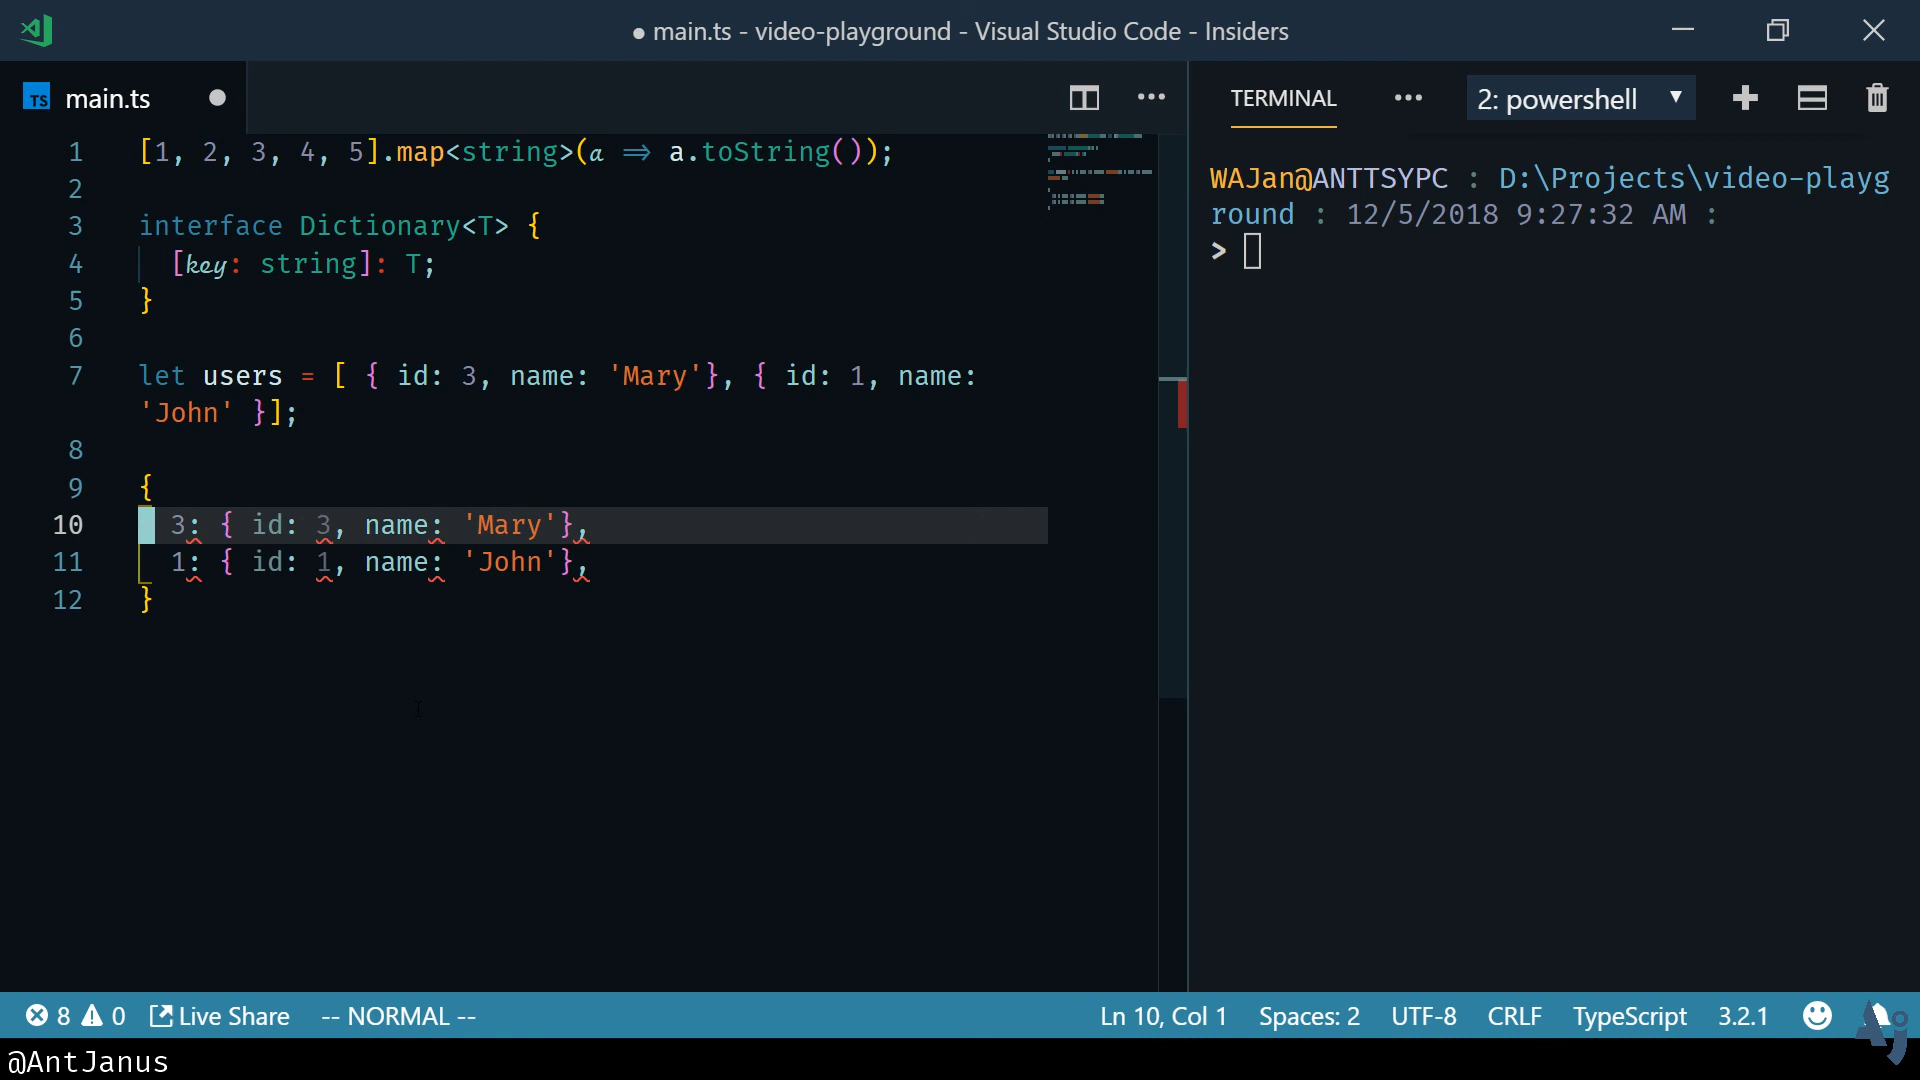 ● main.ts - video-playground - Visual Studio Code - Insiders
TS main.ts
TERMINAL
2: powershell
1 [1, 2, 3, 4, 5].map<string>(a ⇒ a.toString());
2
3 interface Dictionary<T> {
4 [key: string]: T;
5 }
6
7 let users = [ { id: 3, name: 'Mary'}, { id: 1, name:
'John' }];
8
9 {
10 3: { id: 3, name: 'Mary'},
11 1: { id: 1, name: 'John'},
12 }
WAJan@ANTTSYPC : D:\Projects\video-playg
round : 12/5/2018 9:27:32 AM :
>
8 0 Live Share -- NORMAL -- Ln 10, Col 1 Spaces: 2 UTF-8 CRLF TypeScript 3.2.1
@AntJanus
Aj